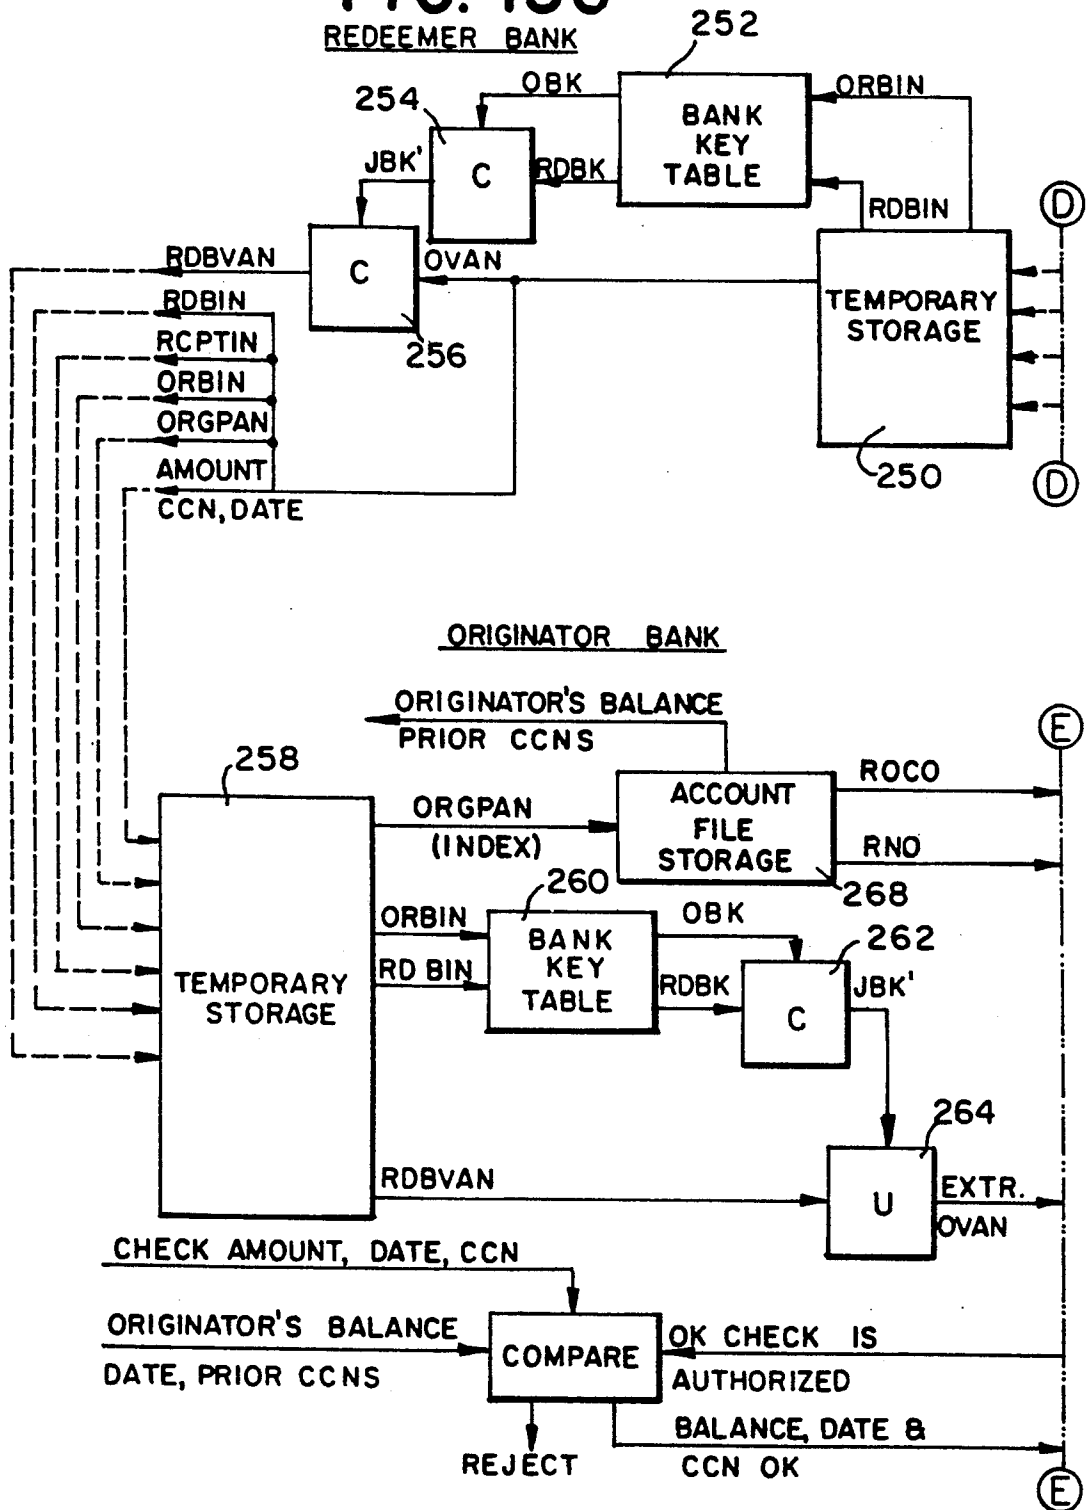 REDEEMER BANK
252
OBK
ORBIN
254
BANK
KEY
TABLE
JBK'
C
RDBK
RDBIN
D
RDBVAN
C
OVAN
TEMPORARY
STORAGE
RDBIN
RCPTIN
256
ORBIN
ORGPAN
AMOUNT
250
D
CCN, DATE
ORIGINATOR BANK
ORIGINATOR'S BALANCE
PRIOR CCNS
E
258
ROCO
ACCOUNT
FILE
STORAGE
ORGPAN
(INDEX)
RNO
268
260
OBK
ORBIN
262
BANK
KEY
TABLE
RD BIN
RDBK
JBK'
TEMPORARY
STORAGE
C
264
RDBVAN
U
EXTR.
OVAN
CHECK AMOUNT, DATE, CCN
ORIGINATOR'S BALANCE
DATE, PRIOR CCNS
COMPARE
OK CHECK IS
AUTHORIZED
BALANCE, DATE &
CCN OK
REJECT
E